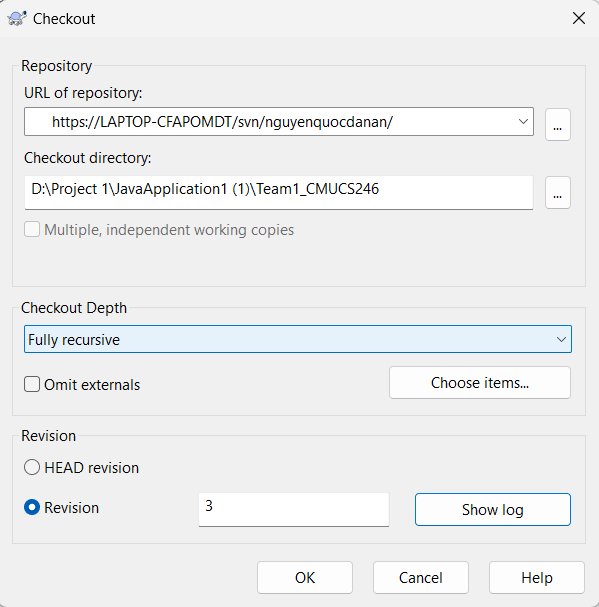 Checkout
Repository
URL of repository:
https://LAPTOP-CFAPOMDT/svn/nguyenquocdanan/
...
Checkout directory:
D:\Project 1\JavaApplication1 (1)\Team1_CMUCS246
...
Multiple, independent working copies
Checkout Depth
Fully recursive
Omit externals
Choose items...
Revision
HEAD revision
Revision
3
Show log
OK
Cancel
Help